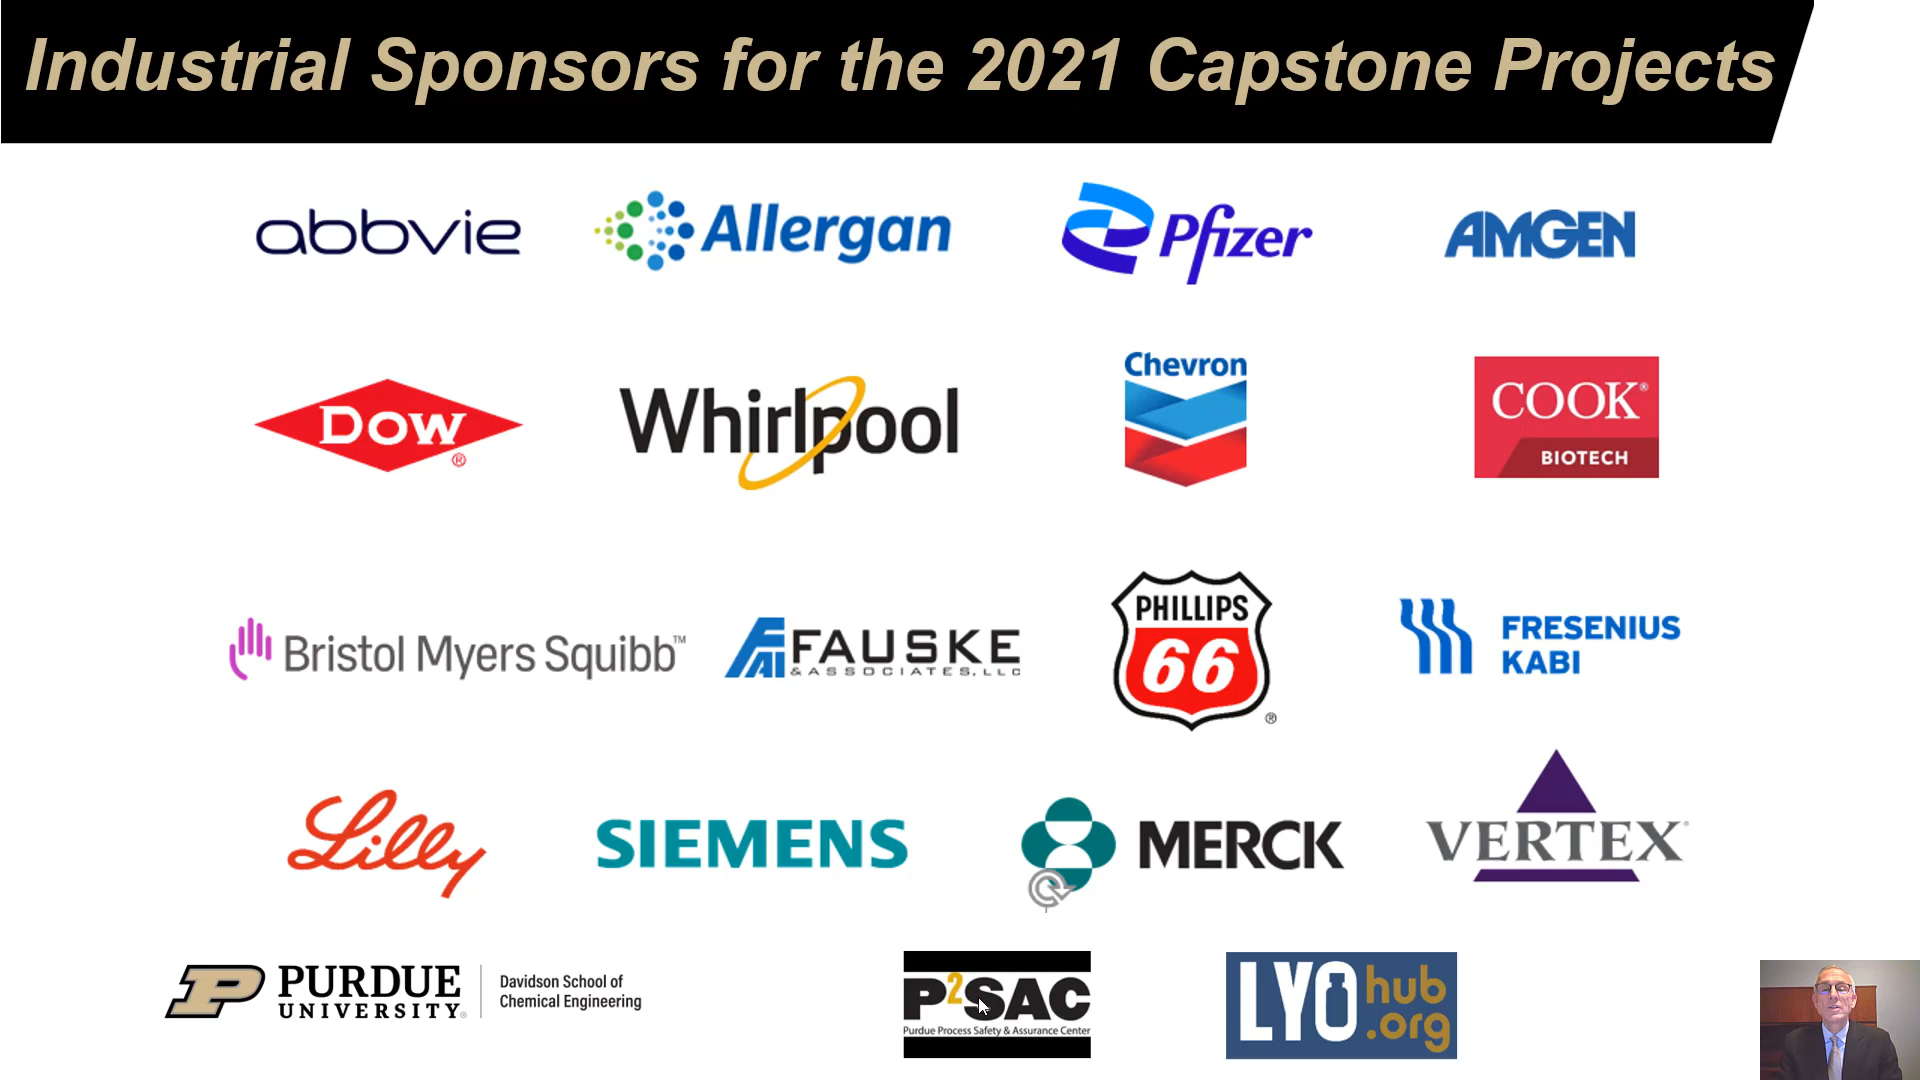 Industrial Sponsors for the 2021 Capstone Projects
abbvie
Allergan
Pfizer
AMGEN
DOW
®
Whirlpool
Chevron
COOK®
BIOTECH
Bristol Myers Squibb™
FAI FAUSKE
& ASSOCIATES, LLC
PHILLIPS
66
®
FRESENIUS
KABI
Lilly
SIEMENS
MERCK
VERTEX®
P PURDUE
UNIVERSITY®
Davidson School of
Chemical Engineering
P2SAC
Purdue Process Safety & Assurance Center
LYO hub
.org